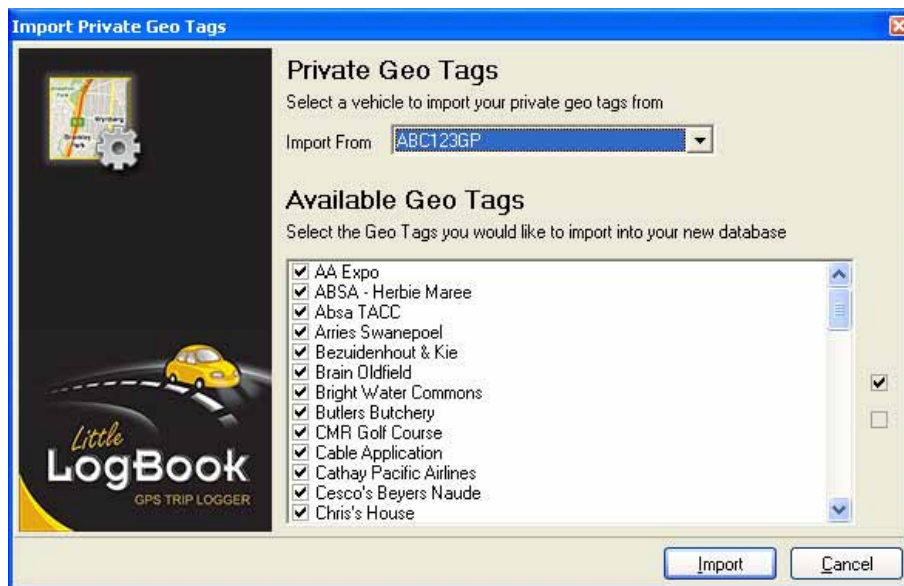 Import Private Geo Tags
Private Geo Tags
Select a vehicle to import your private geo tags from
Import From ABC123GP
Available Geo Tags
Select the Geo Tags you would like to import into your new database
AA Expo
ABSA - Herbie Maree
Absa TACC
Arries Swanepoel
Bezuidenhout & Kie
Brain Oldfield
Bright Water Commons
Butlers Butchery
CMR Golf Course
Cable Application
Cathay Pacific Airlines
Cesco's Beyers Naude
Chris's House
Little
LogBook
GPS TRIP LOGGER
Import
Cancel